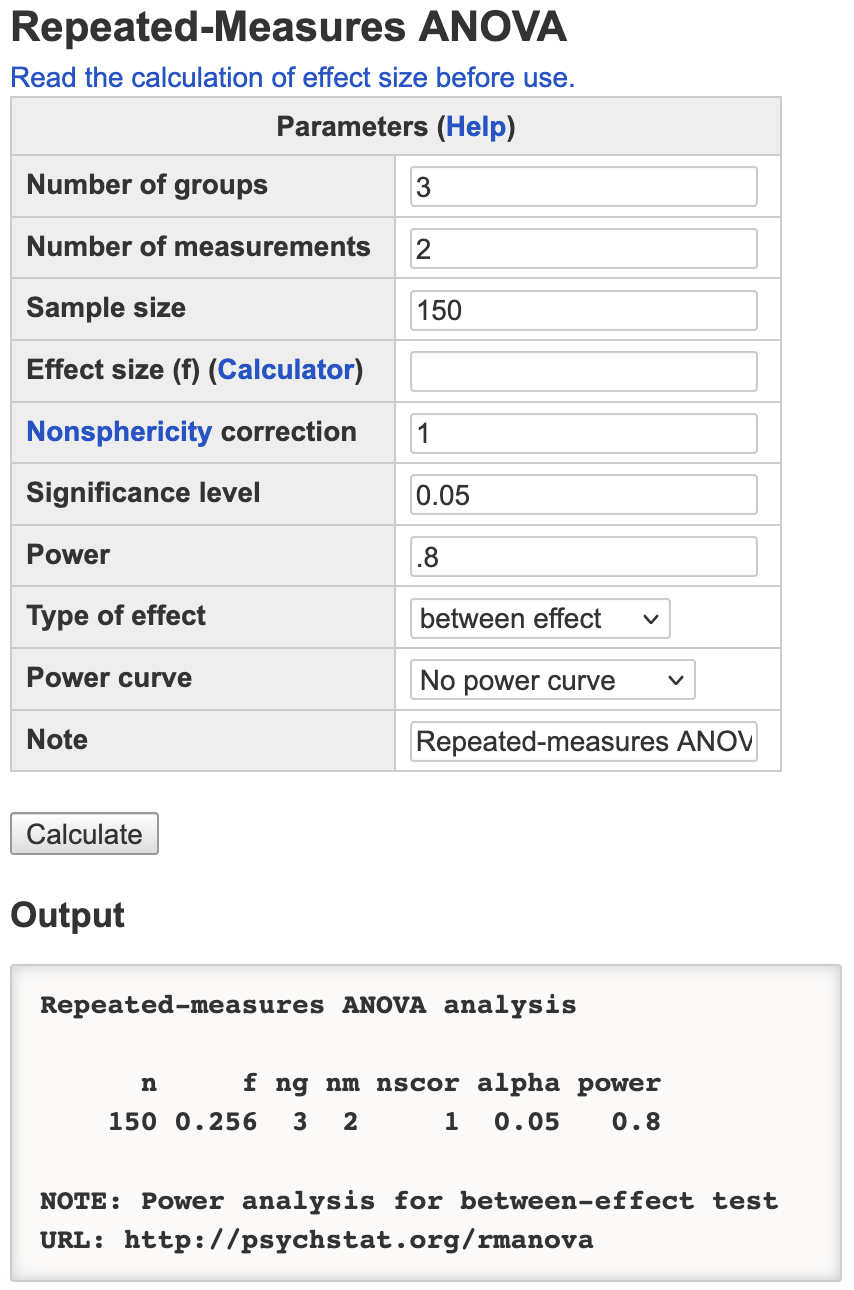 Repeated-Measures ANOVA
Read the calculation of effect size before use.
Parameters (Help)
Number of groups 3
Number of measurements 2
Sample size 150
Effect size (f) (Calculator)
Nonsphericity correction 1
Significance level 0.05
Power .8
Type of effect between effect
Power curve No power curve
Note Repeated-measures ANOV
Calculate
Output
Repeated-measures ANOVA analysis
n f ng nm nscor alpha power
150 0.256 3 2 1 0.05 0.8
NOTE: Power analysis for between-effect test
URL: http://psychstat.org/rmanova